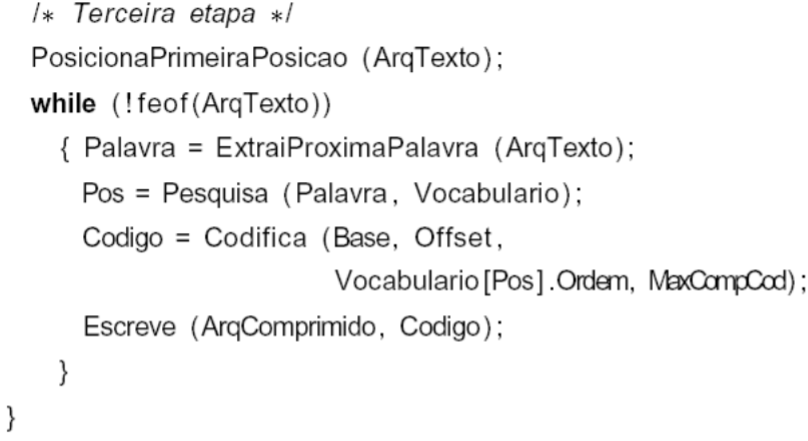 /* Terceira etapa */
PosicionaPrimeiraPosicao (ArqTexto);
while (!feof(ArqTexto))
{ Palavra = ExtraiProximaPalavra (ArqTexto);
Pos = Pesquisa (Palavra, Vocabulario);
Codigo = Codifica (Base, Offset,
Vocabulario[Pos].Ordem, MaxCompCod);
Escreve (ArqComprimido, Codigo);
}
}